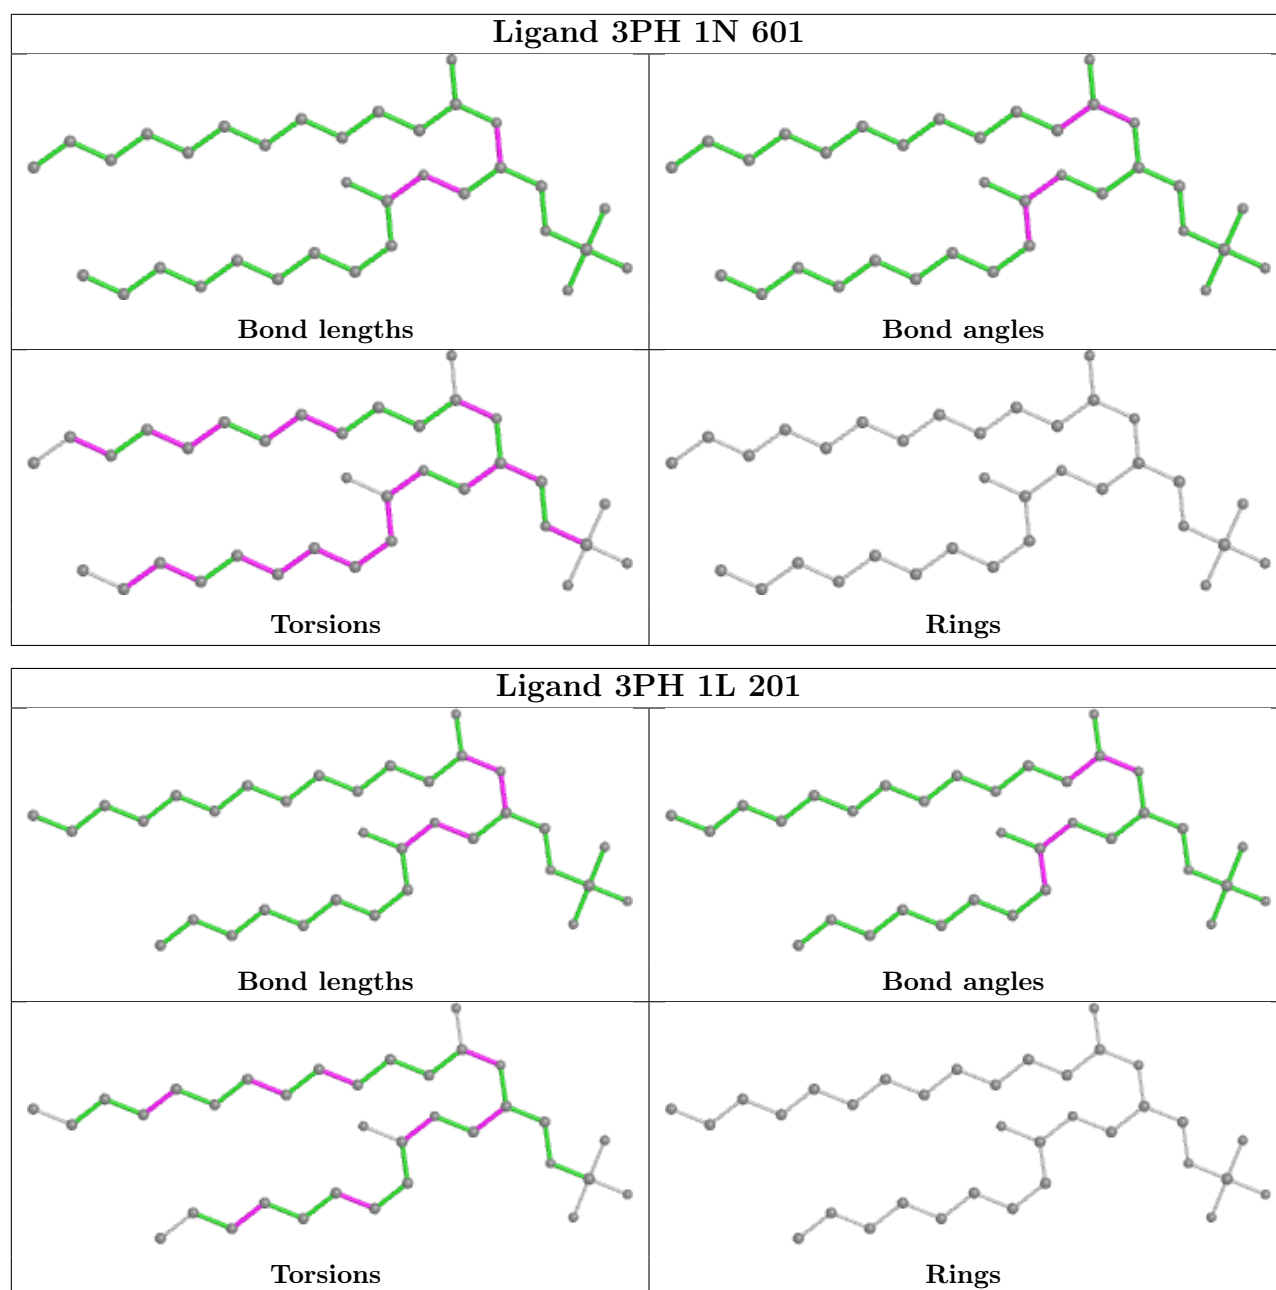 Ligand 3PH 1N 601
Bond lengths
Bond angles
Torsions
Rings
Ligand 3PH 1L 201
Bond lengths
Bond angles
Torsions
Rings